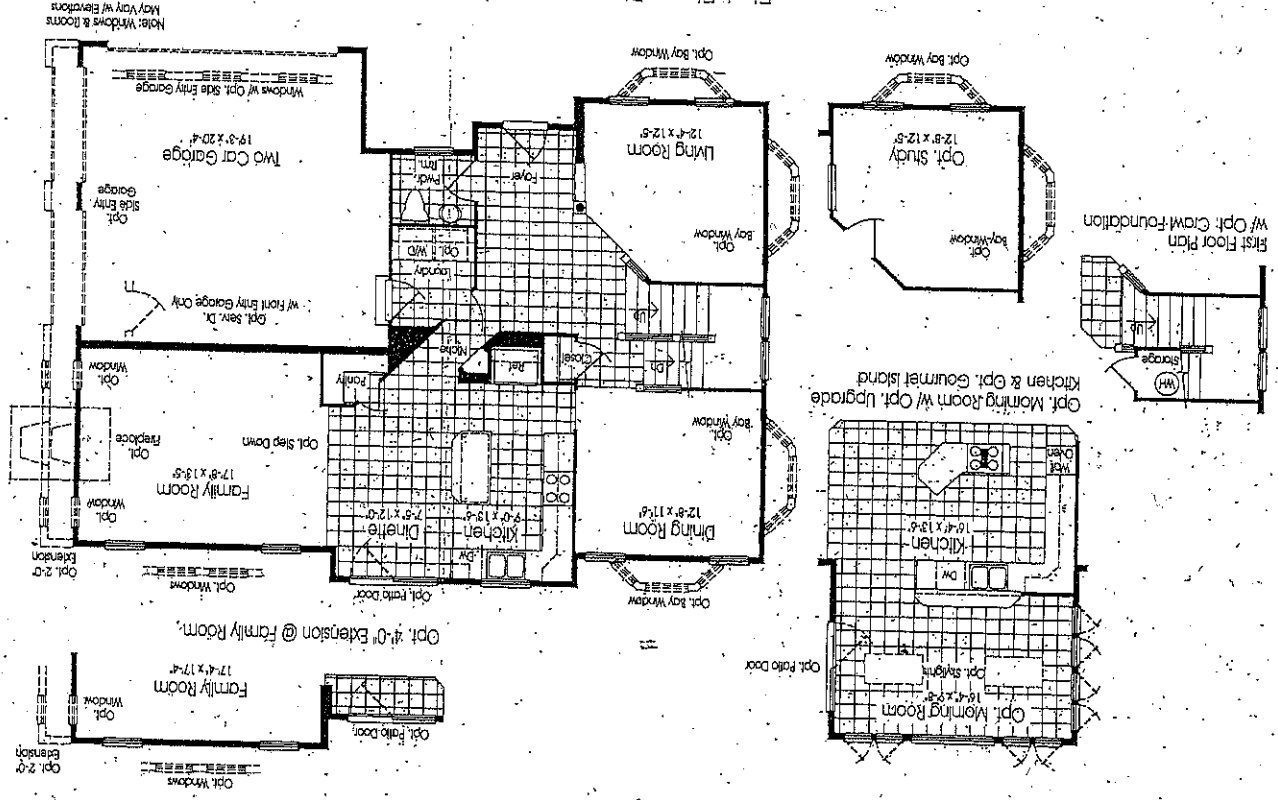 Opt. Morning Room
16'-4" x 9'-8"
Opt. Skylights
Opt. Patio Door
Dw
Kitchen
16'-4" x 13'-6"
Wall
Oven
Opt. Morning Room w/ Opt. Upgrade
Kitchen & Opt. Gourmet Island
WH
Storage
Up
First Floor Plan
w/ Opt. Crawl Foundation
Opt.
Bay Window
Opt. Study
12'-8" x 12'-5"
Opt. Bay Window
Opt. Patio Door
Opt. Windows
Opt. 2'-0"
Extension
Opt.
Window
Family Room
17'-4" x 17'-4"
Opt. 4'-0" Extension @ Family Room
Opt. Bay Window
Opt. Patio Door
Opt. Windows
Opt. 2'-0"
Extension
Dining Room
12'-8" x 11'-6"
Opt.
Bay Window
Dw
Kitchen
9'-0" x 13'-6"
Dinette
7'-8" x 12'-0"
Family Room
17'-8" x 13'-5"
Opt.
Window
Opt.
Fireplace
Opt. Step Down
Opt.
Window
Pantry
Ref.
Niche
Closet
Dn
Up
Opt. Serv. Dr.
w/ Front Entry Garage Only
Laundry
Opt. W/D
Opt.
Bay Window
Living Room
12'-4" x 12'-5"
Foyer
Pwdr.
Rm.
Opt.
Side Entry
Garage
Two Car Garage
19'-3" x 20'-4"
Windows w/ Opt. Side Entry Garage
Opt. Bay Window
Note: Windows & Rooms
May Vary w/ Elevations